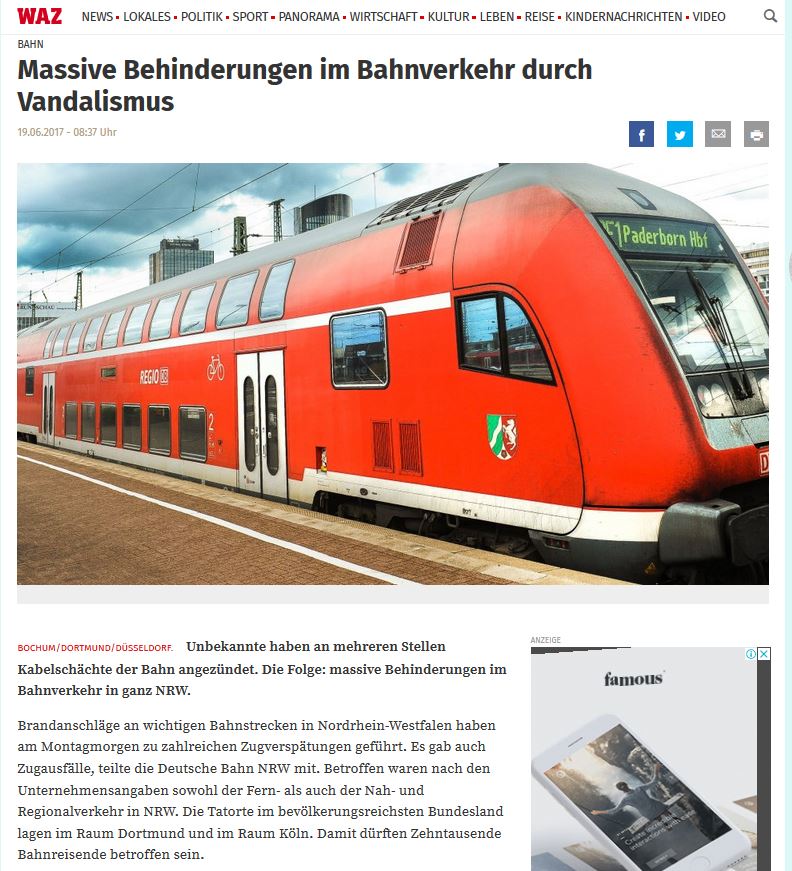 WAZ NEWS LOKALES POLITIK SPORT PANORAMA WIRTSCHAFT KULTUR LEBEN REISE KINDERNACHRICHTEN VIDEO
BAHN
Massive Behinderungen im Bahnverkehr durch
Vandalismus
19.06.2017 - 08:37 Uhr
Paderborn Hbf
REGIO DB
2
BOCHUM/DORTMUND/DÜSSELDORF. Unbekannte haben an mehreren Stellen
Kabelschächte der Bahn angezündet. Die Folge: massive Behinderungen im
Bahnverkehr in ganz NRW.
Brandanschläge an wichtigen Bahnstrecken in Nordrhein-Westfalen haben
am Montagmorgen zu zahlreichen Zugverspätungen geführt. Es gab auch
Zugausfälle, teilte die Deutsche Bahn NRW mit. Betroffen waren nach den
Unternehmensangaben sowohl der Fern- als auch der Nah- und
Regionalverkehr in NRW. Die Tatorte im bevölkerungsreichsten Bundesland
lagen im Raum Dortmund und im Raum Köln. Damit dürften Zehntausende
Bahnreisende betroffen sein.
ANZEIGE
famous
Create incredible
interactions with ease